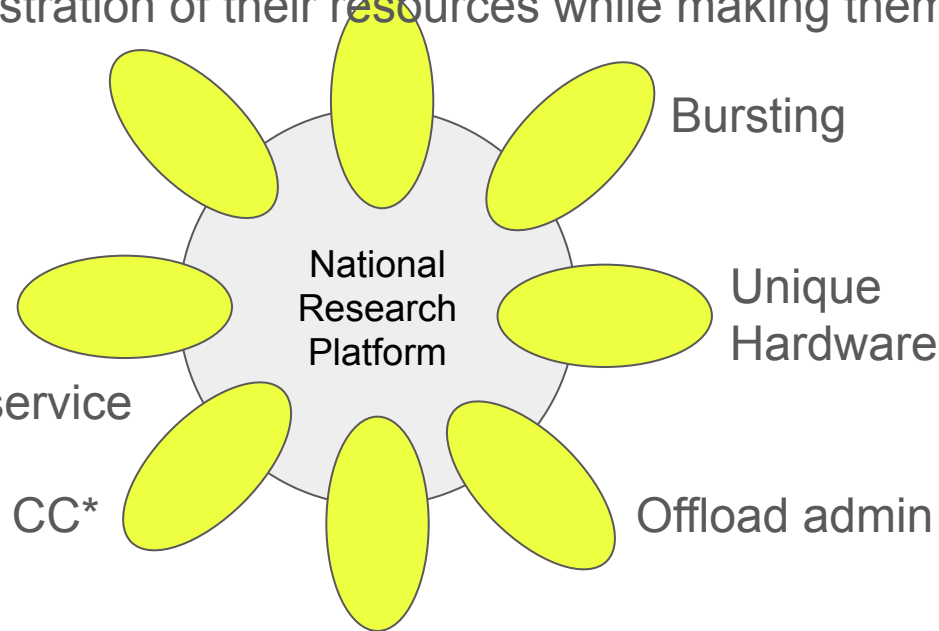 stration of their resources while making them
Bursting
National
Research
Platform
Unique
Hardware
service
CC*
Offload admin